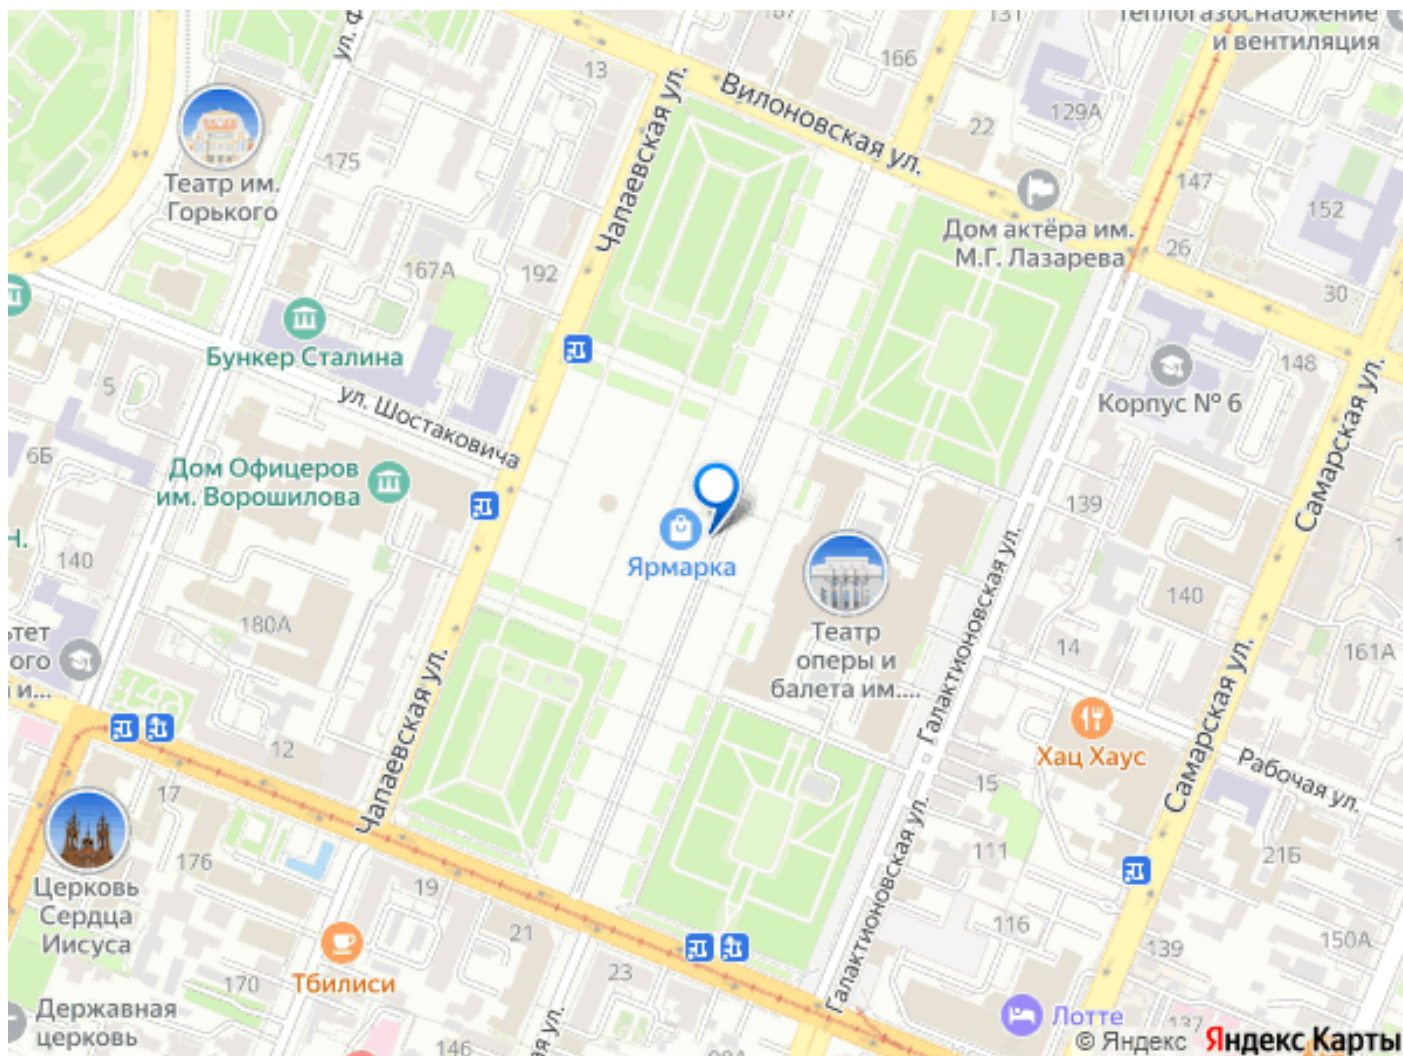 131
Теплогазоснабжение
и вентиляция
166
13
Вилоновская ул.
Чапаевская ул.
129А
22
175
147
Театр им.
Горького
152
Дом актёра им.
М.Г. Лазарева
26
167А
192
30
Бункер Сталина
148
5
ул. Шостаковича
Корпус № 6
Самарская ул.
6Б
Дом Офицеров
им. Ворошилова
139
Н.
140
Ярмарка
Галактионовская ул.
140
180А
Театр
оперы и
балета им....
14
161А
Чапаевская ул.
Самарская ул.
12
Хац Хаус
Рабочая ул.
15
17
Галактионовская ул.
176
111
21Б
19
Церковь
Сердца
Иисуса
116
21
139
150А
Тбилиси
170
23
Державная
церковь
Лотте
137
146
© Яндекс Яндекс Карты